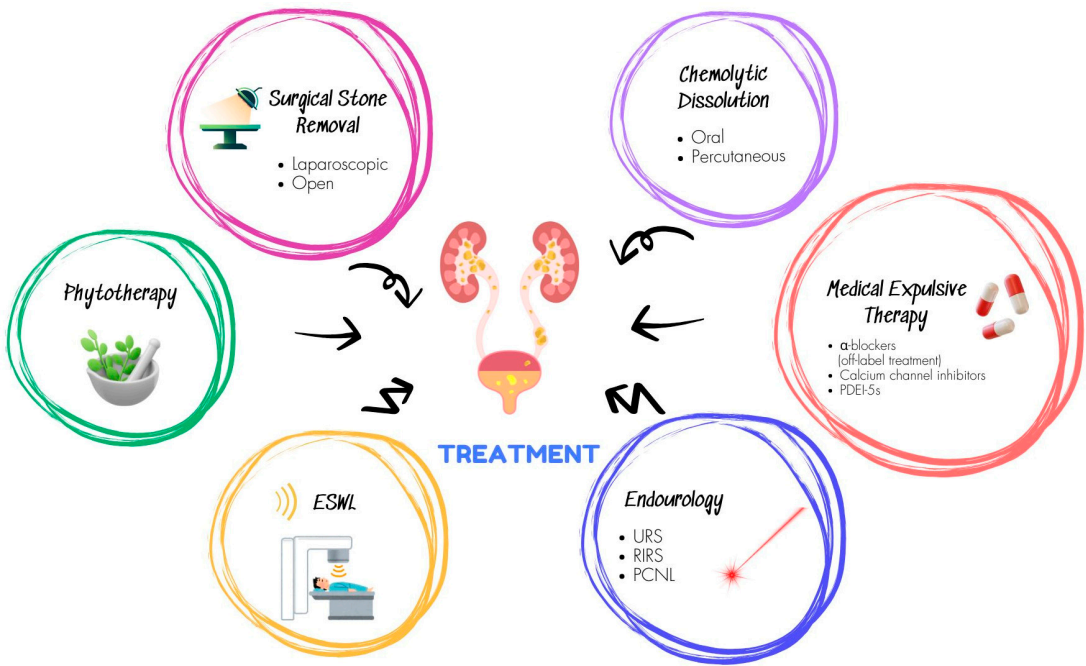 Surgical Stone
Removal
• Laparoscopic
• Open
Chemolytic
Dissolution
• Oral
• Percutaneous
Phytotherapy
Medical Expulsive
Therapy
• α-blockers
(off-label treatment)
• Calcium channel inhibitors
• PDEI-5s
TREATMENT
ESWL
Endourology
• URS
• RIRS
• PCNL